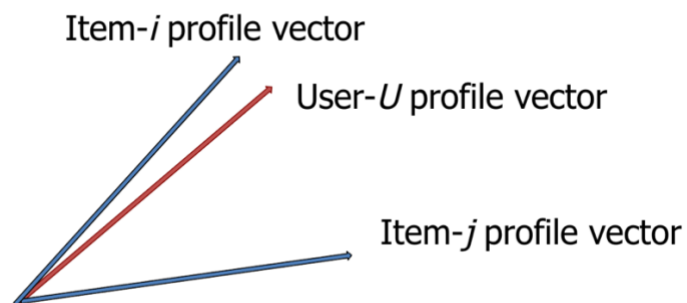 Item-i profile vector
User-U profile vector
Item-j profile vector